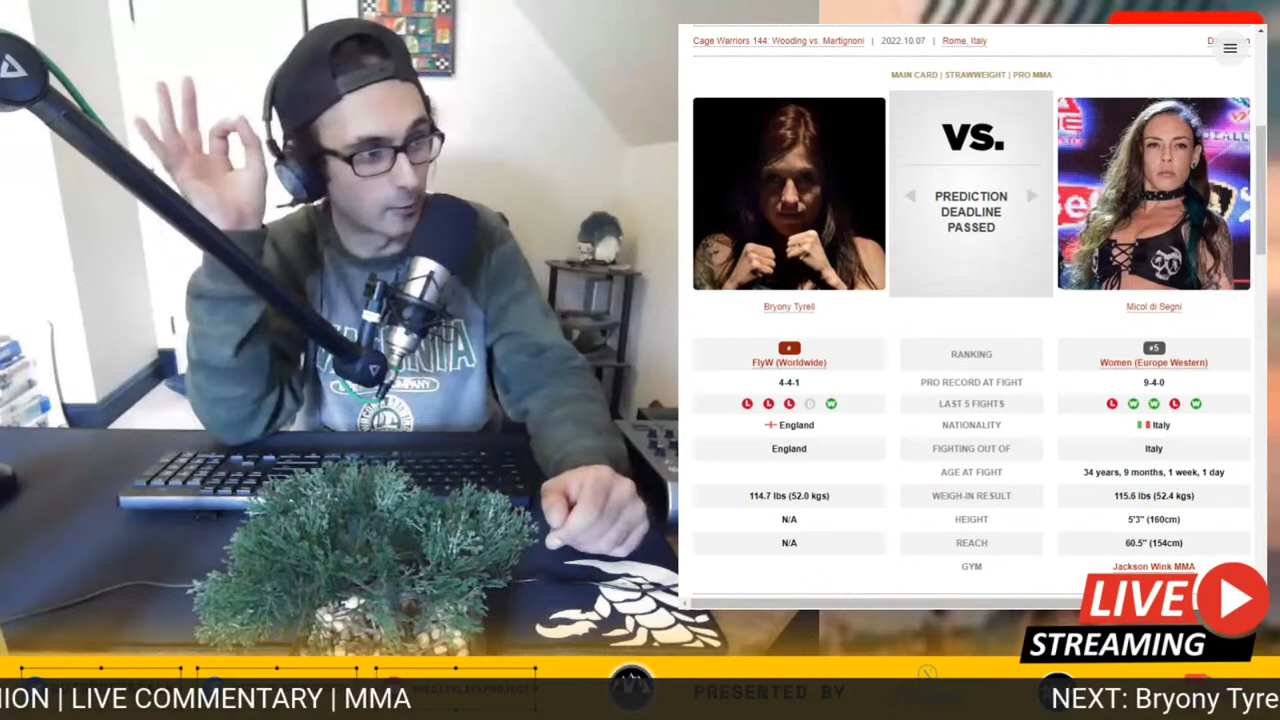 Cage Warriors 144: Wooding vs. Martignoni | 2022.10.07 | Rome, Italy
MAIN CARD | STRAWWEIGHT | PRO MMA
VS.
PREDICTION
DEADLINE
PASSED
Bryony Tyrell
Micol di Segni
# #5
FlyW (Worldwide) RANKING Women (Europe Western)
4-4-1 PRO RECORD AT FIGHT 9-4-0
L L L D W LAST 5 FIGHTS L W W L W
England NATIONALITY Italy
England FIGHTING OUT OF Italy
AGE AT FIGHT 34 years, 9 months, 1 week, 1 day
114.7 lbs (52.0 kgs) WEIGH-IN RESULT 115.6 lbs (52.4 kgs)
N/A HEIGHT 5'3" (160cm)
N/A REACH 60.5" (154cm)
GYM Jackson Wink MMA
LIVE
STREAMING
PRESENTED BY
NION | LIVE COMMENTARY | MMA
NEXT: Bryony Tyre